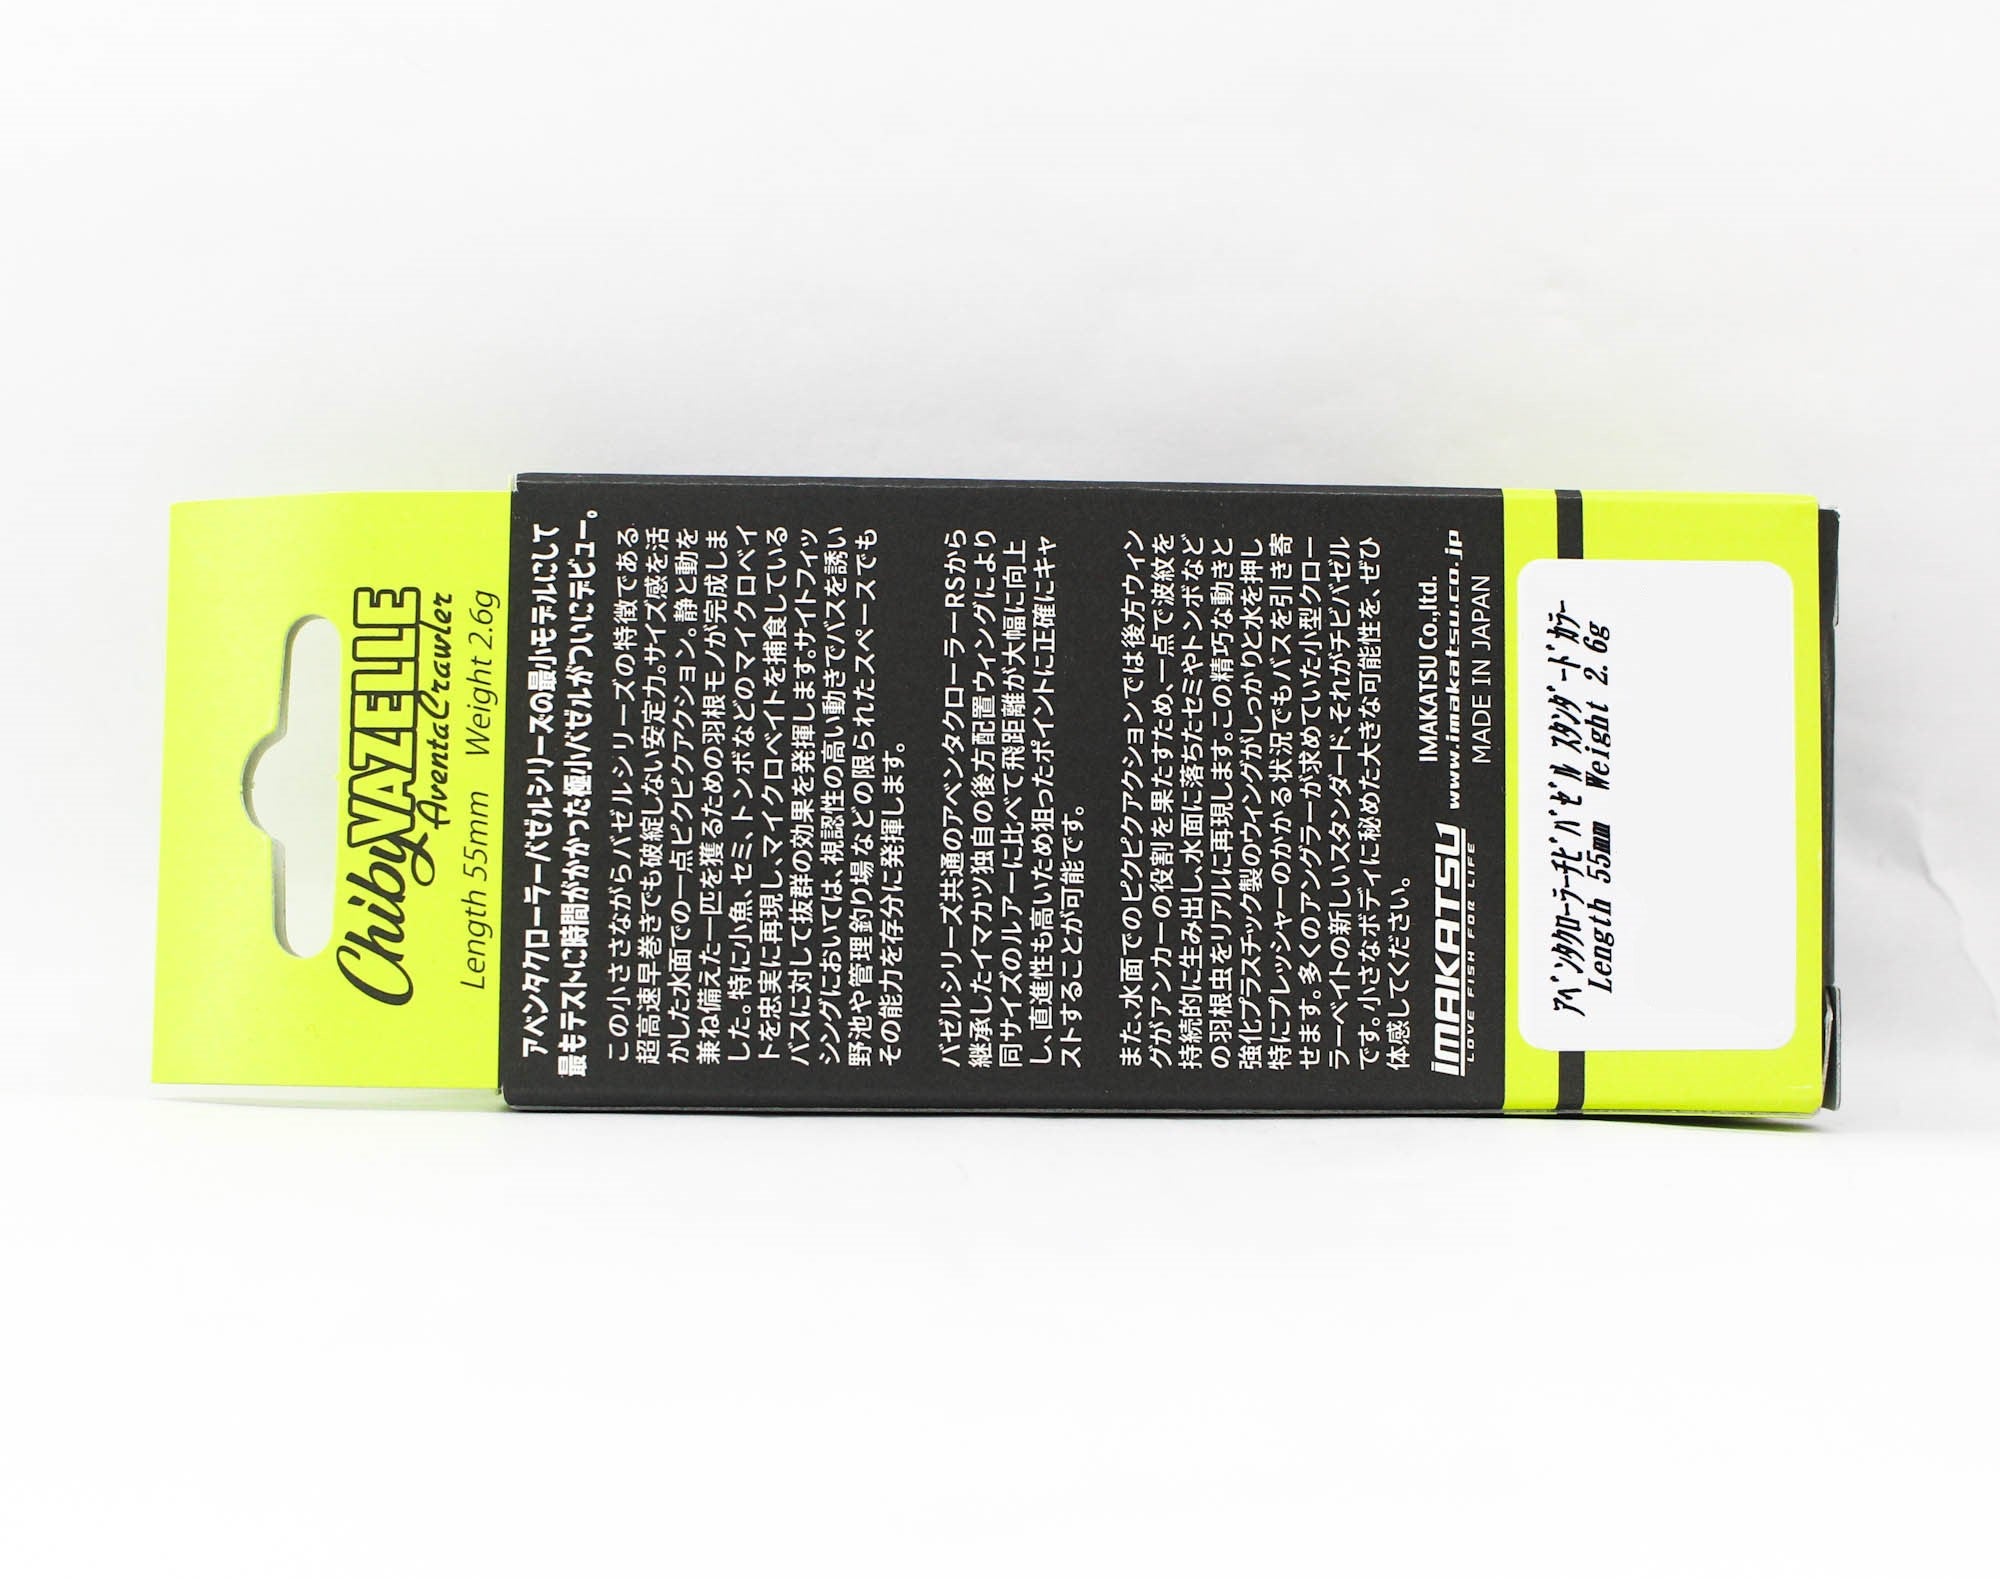 Chiby VAZELLE
AventaCrawler
Length 55mm Weight 2.6g
アベンタクローラーバゼルシリーズの最小モデルにして
最もテストに時間がかかった極小バゼルがついにデビュー。
この小ささながらバゼルシリーズの特徴である
超高速早巻きでも破綻しない安定力。サイズ感を活
かした水面での一点ピクピクアクション。静と動を
兼ね備えた一匹を獲るための羽根モノが完成しま
した。特に小魚、セミ、トンボなどのマイクロベイ
トを忠実に再現し、マイクロベイトを捕食している
バスに対して抜群の効果を発揮します。サイトフィッ
シングにおいては、視認性の高い動きでバスを誘い
野池や管理釣り場などの限られたスペースでも
その能力を存分に発揮します。
バゼルシリーズ共通のアベンタクローラーRSから
継承したイマカツ独自の後方配置ウィングにより
同サイズのルアーに比べて飛距離が大幅に向上
し、直進性も高いため狙ったポイントに正確にキャ
ストすることが可能です。
また、水面でのピクピクアクションでは後方ウィン
グがアンカーの役割を果たすため、一点で波紋を
持続的に生み出し、水面に落ちたセミやトンボなど
の羽根虫をリアルに再現します。この精巧な動きと
強化プラスチック製のウィングがしっかりと水を押し
特にプレッシャーのかかる状況でもバスを引き寄
せます。多くのアングラーが求めていた小型クロー
ラーベイトの新しいスタンダード、それがチビバゼル
です。小さなボディに秘めた大きな可能性を、ぜひ
体感してください。
IMAKATSU Co.,ltd.
IMAKATSU www.imakatsu.co.jp
LOVE FISH FOR LIFE
MADE IN JAPAN
ｱﾍﾞﾝﾀｸﾛｰﾗｰﾁﾋﾞﾊﾞｾﾞﾙ ｽﾀﾝﾀﾞｰﾄﾞｶﾗｰ
Length 55mm Weight 2.6g